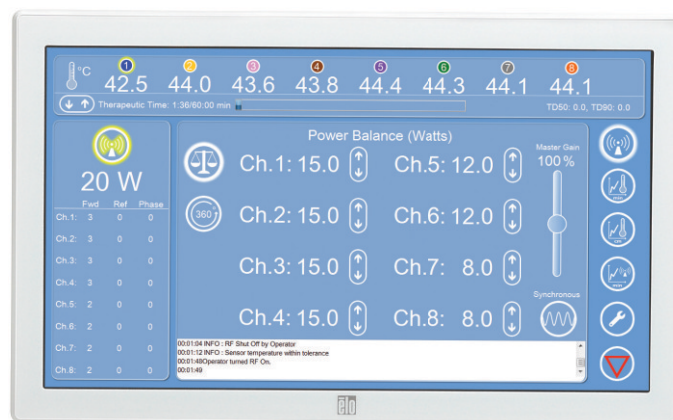 1 2 3 4 5 6 7 8
°C 42.5 44.0 43.6 43.8 44.4 44.3 44.1 44.1
Therapeutic Time: 1:36/60:00 min
TD50: 0.0, TD90: 0.0
20 W
Fwd Ref Phase
Ch.1: 3 0 0
Ch.2: 3 0 0
Ch.3: 3 0 0
Ch.4: 3 0 0
Ch.5: 2 0 0
Ch.6: 2 0 0
Ch.7: 2 0 0
Ch.8: 2 0 0
Power Balance (Watts)
Ch.1: 15.0 Ch.5: 12.0
360
Ch.2: 15.0 Ch.6: 12.0
Ch.3: 15.0 Ch.7: 8.0
Ch.4: 15.0 Ch.8: 8.0
Master Gain
100 %
Synchronous
00:01:04 INFO : RF Shut Off by Operator
00:01:12 INFO : Sensor temperature within tolerance
00:01:48Operator turned RF On.
00:01:49
elo